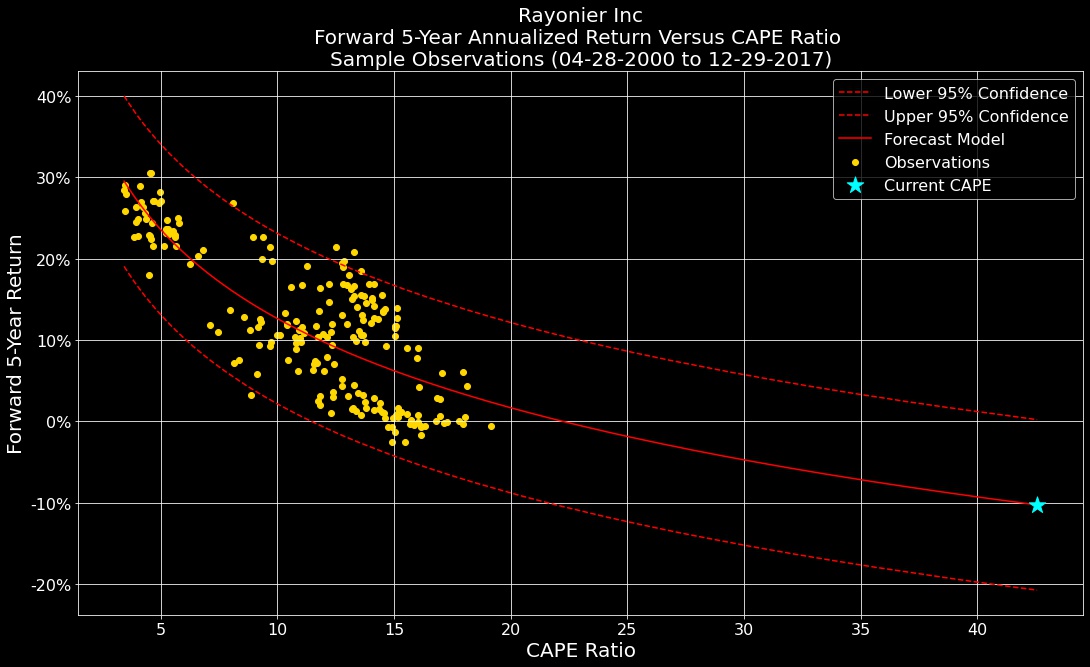 Rayonier Inc
Forward 5-Year Annualized Return Versus CAPE Ratio
Sample Observations (04-28-2000 to 12-29-2017)
Lower 95% Confidence
Upper 95% Confidence
Forecast Model
Observations
Current CAPE
Forward 5-Year Return
40%
30%
20%
10%
0%
-10%
-20%
5 10 15 20 25 30 35 40
CAPE Ratio